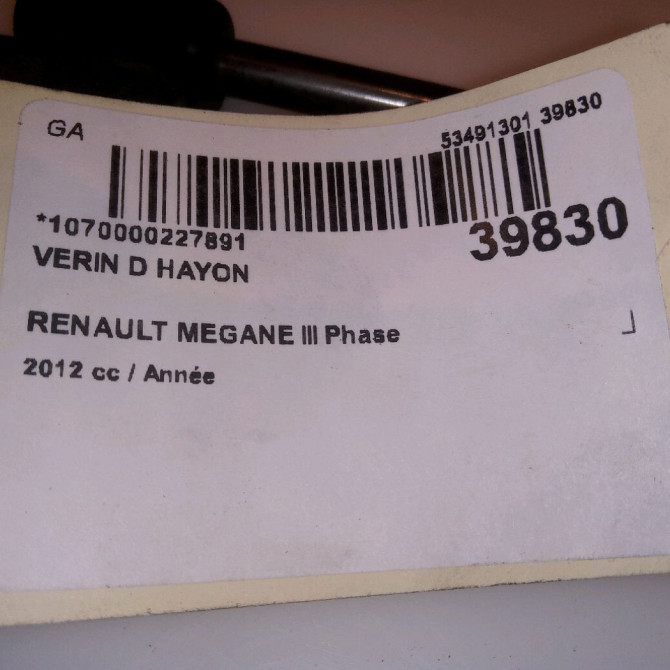 GA
53491301 39830
*1070000227891
39830
VERIN D HAYON
RENAULT MEGANE III Phase
2012 cc / Année